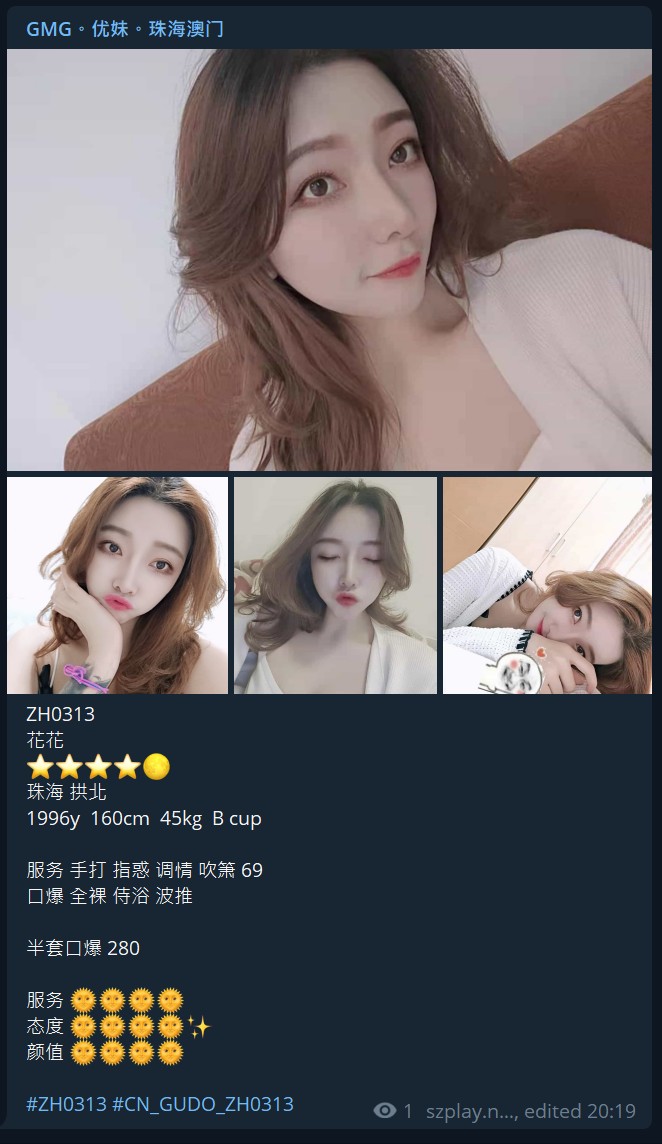 GMG。优妹。珠海澳门
ZH0313
花花
⭐⭐⭐⭐🌕
珠海 拱北
1996y 160cm 45kg B cup
服务 手打 指惑 调情 吹箫 69
口爆 全裸 侍浴 波推
半套口爆 280
服务 🌞🌞🌞🌞
态度 🌞🌞🌞🌞✨
颜值 🌞🌞🌞🌞
#ZH0313 #CN_GUDO_ZH0313
1 szplay.n..., edited 20:19